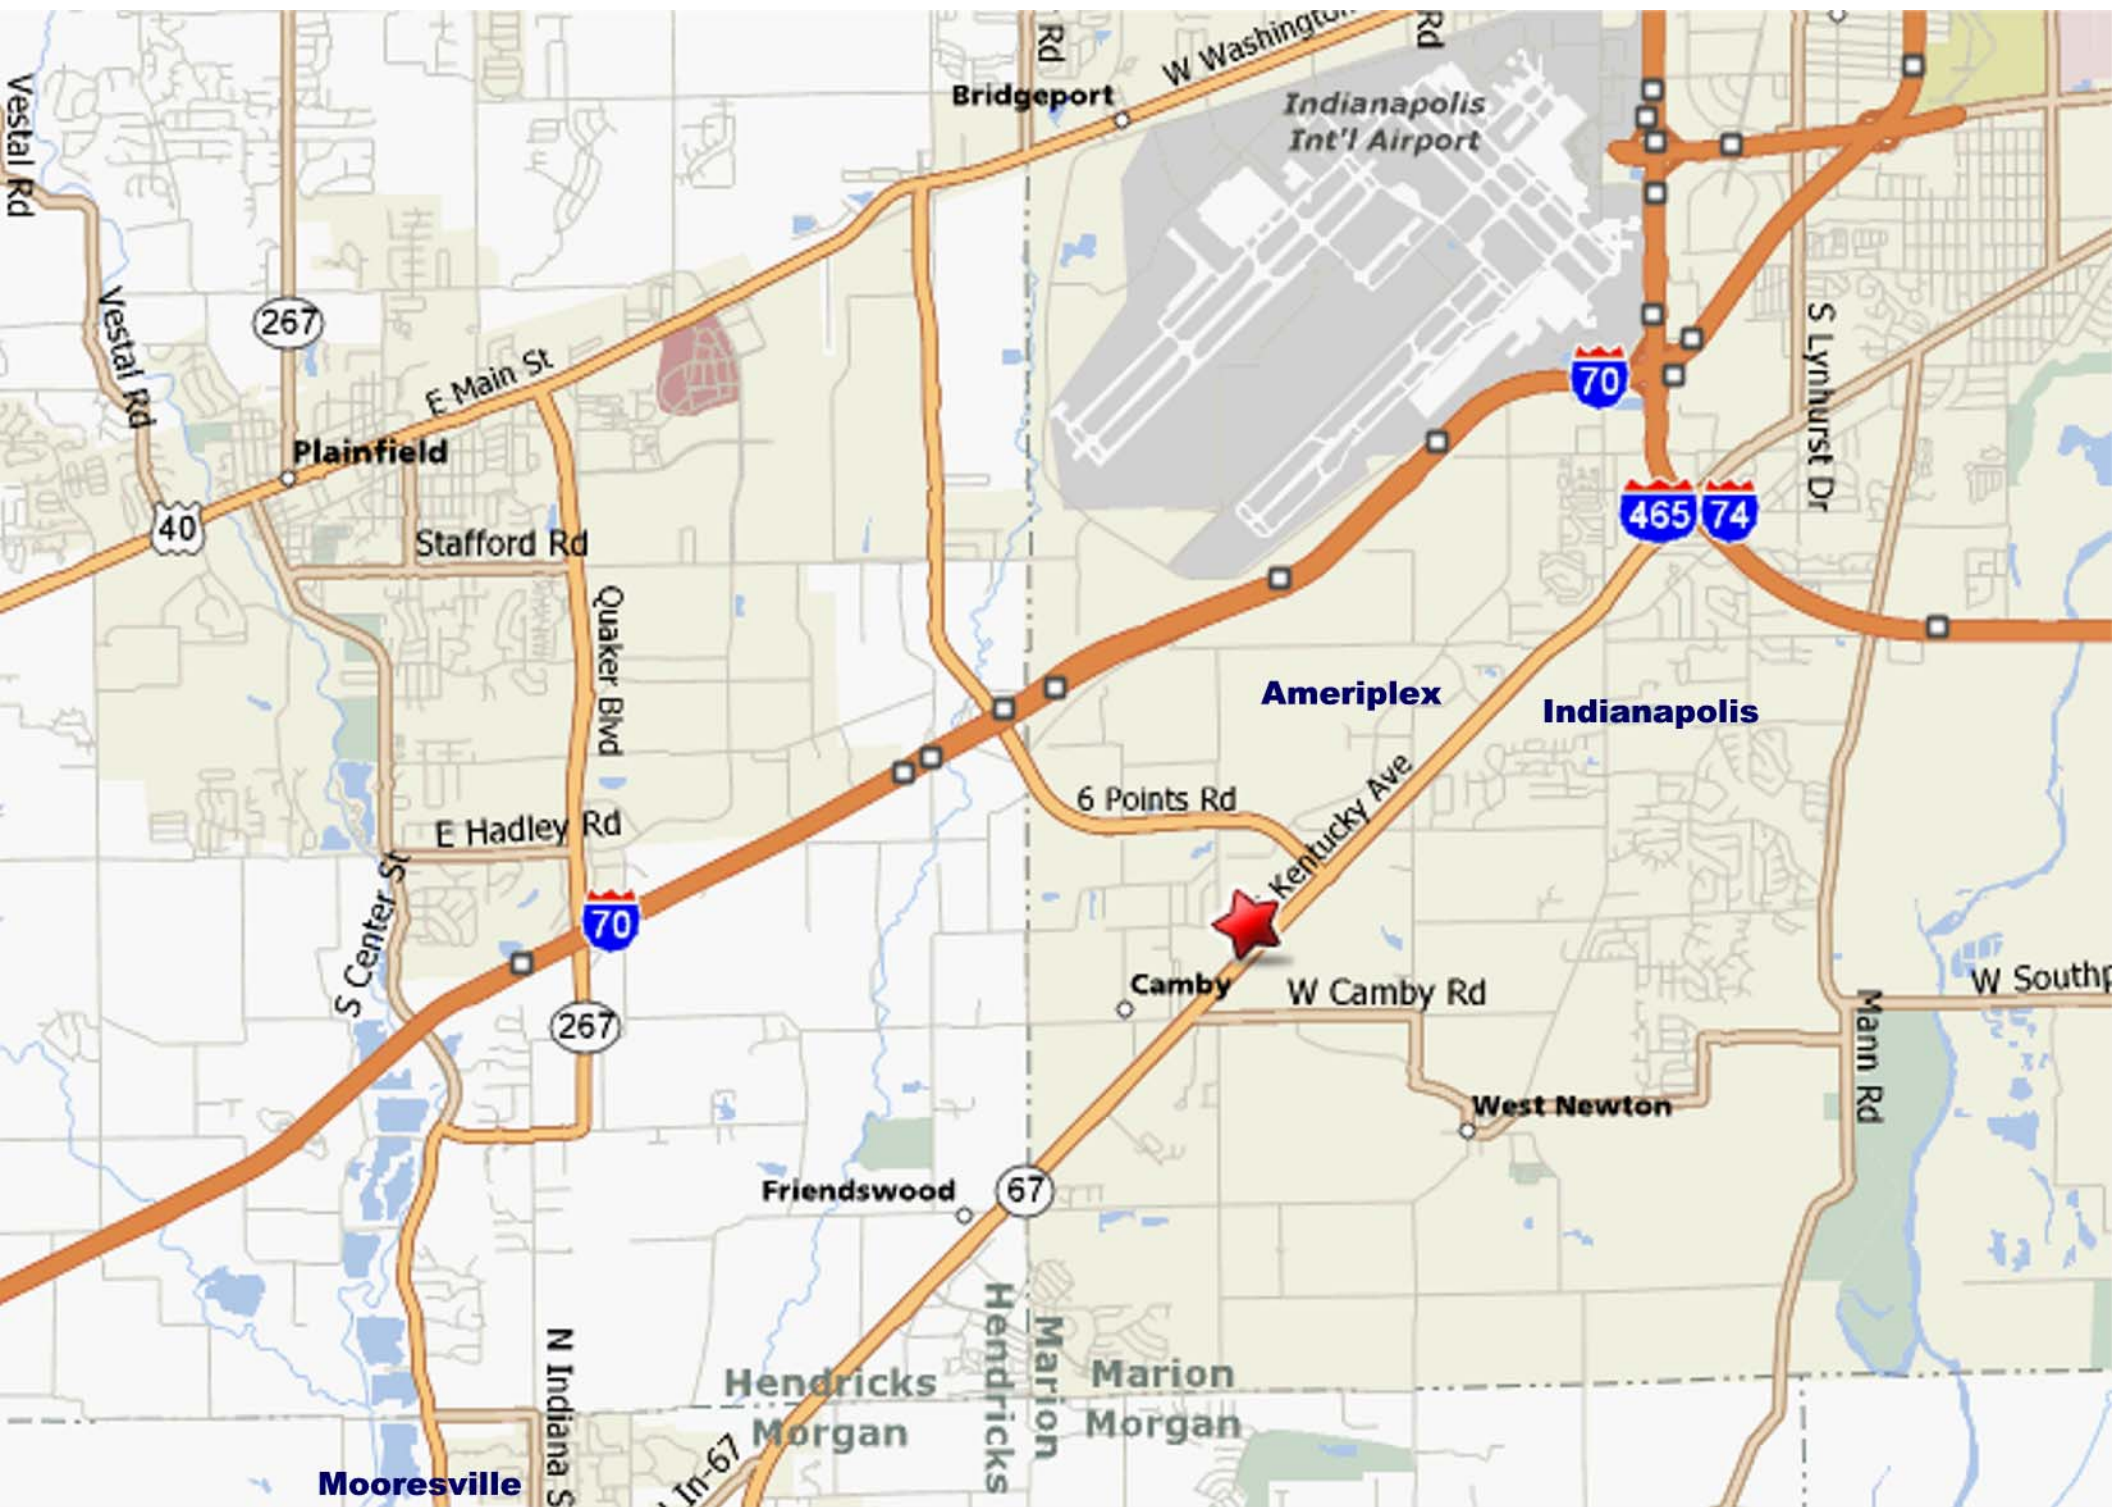 Rd
W Washington
Rd
Vestal Rd
Bridgeport
Indianapolis
Int'l Airport
Vestal Rd
267
S Lynhurst Dr
70
E Main St
Plainfield
40
465
74
Stafford Rd
Quaker Blvd
Ameriplex
Indianapolis
6 Points Rd
Kentucky Ave
E Hadley Rd
S Center St
70
Camby
W Camby Rd
W Southp
267
Mann Rd
West Newton
Friendswood
67
Hendricks
Marion
N Indiana S
Hendricks
Morgan
Marion
Morgan
In-67
Mooresville